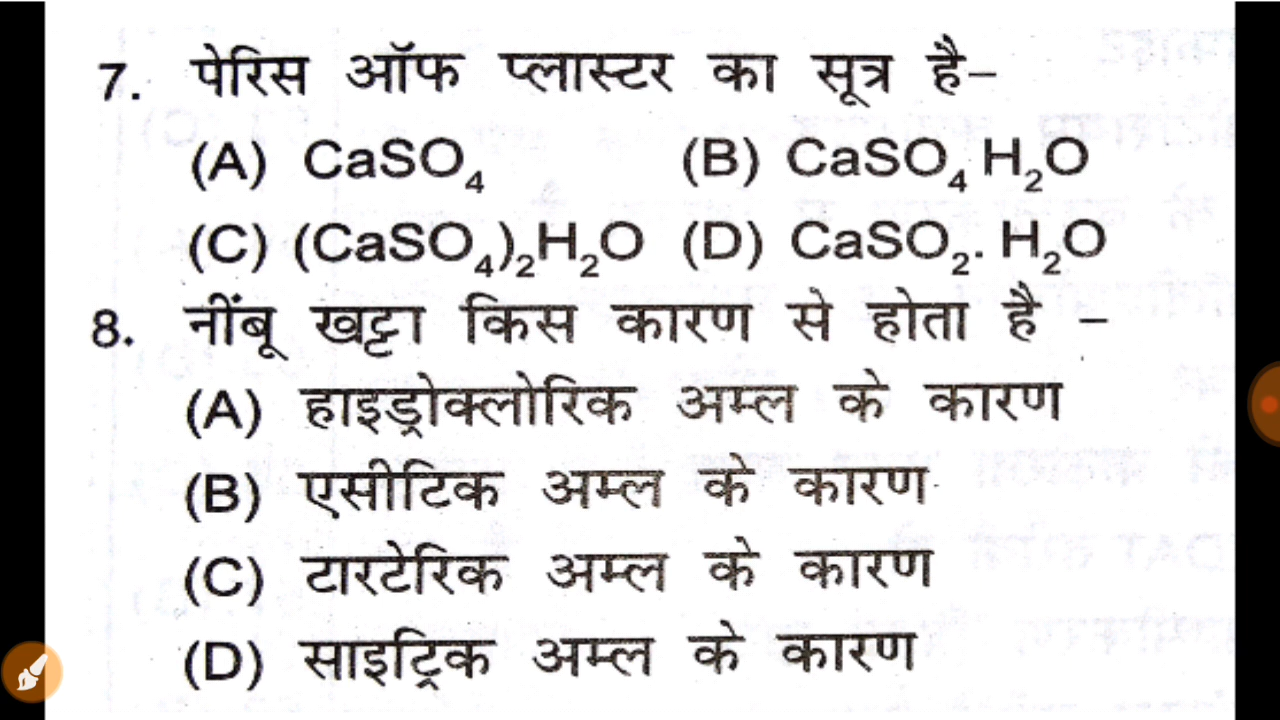 7. पेरिस ऑफ प्लास्टर का सूत्र है–
(A) CaSO₄ (B) CaSO₄ H₂O
(C) (CaSO₄)₂H₂O (D) CaSO₂. H₂O
8. नींबू खट्टा किस कारण से होता है –
(A) हाइड्रोक्लोरिक अम्ल के कारण
(B) एसीटिक अम्ल के कारण
(C) टारटेरिक अम्ल के कारण
(D) साइट्रिक अम्ल के कारण